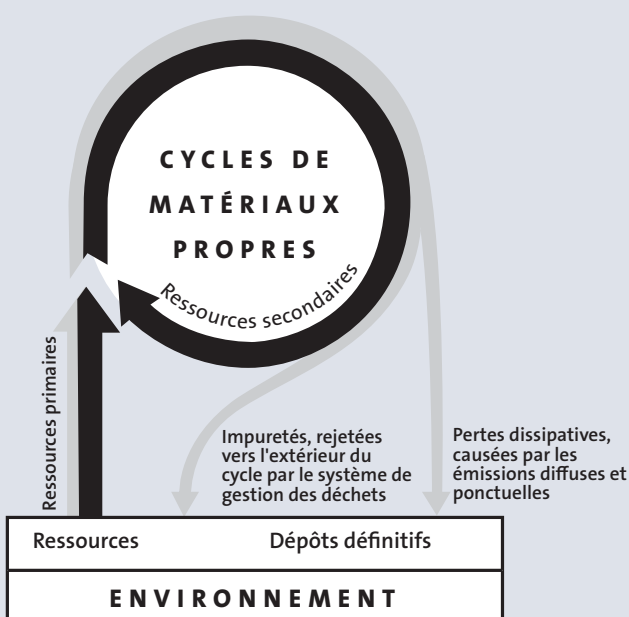 CYCLES DE
MATÉRIAUX
PROPRES
Ressources secondaires
Ressources primaires
Impuretés, rejetées
vers l'extérieur du
cycle par le système de
gestion des déchets
Pertes dissipatives,
causées par les
émissions diffuses et
ponctuelles
Ressources
Dépôts définitifs
ENVIRONNEMENT